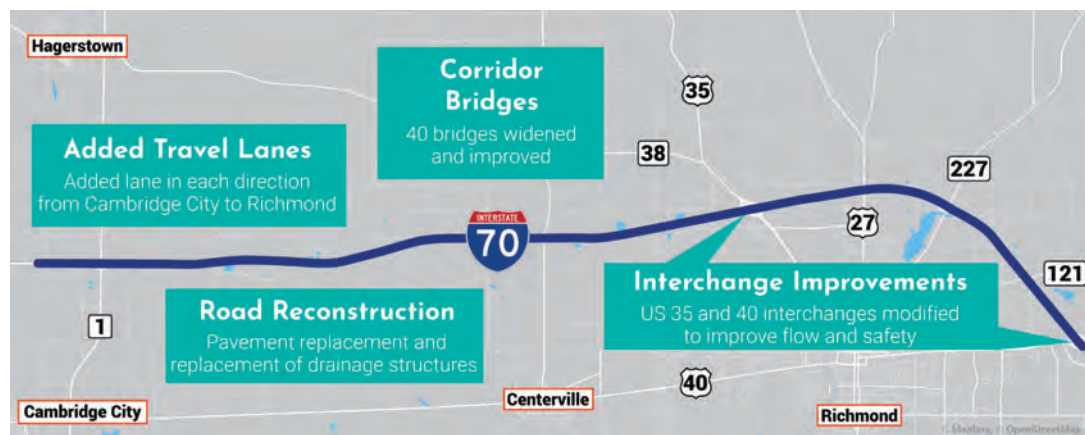 Hagerstown
Corridor
Bridges
40 bridges widened
and improved
35
38
Added Travel Lanes
Added lane in each direction
from Cambridge City to Richmond
227
INTERSTATE
70
27
121
Interchange Improvements
US 35 and 40 interchanges modified
to improve flow and safety
Road Reconstruction
Pavement replacement and
replacement of drainage structures
1
40
Centerville
Cambridge City
Richmond
© Mapbox, © OpenStreetMap